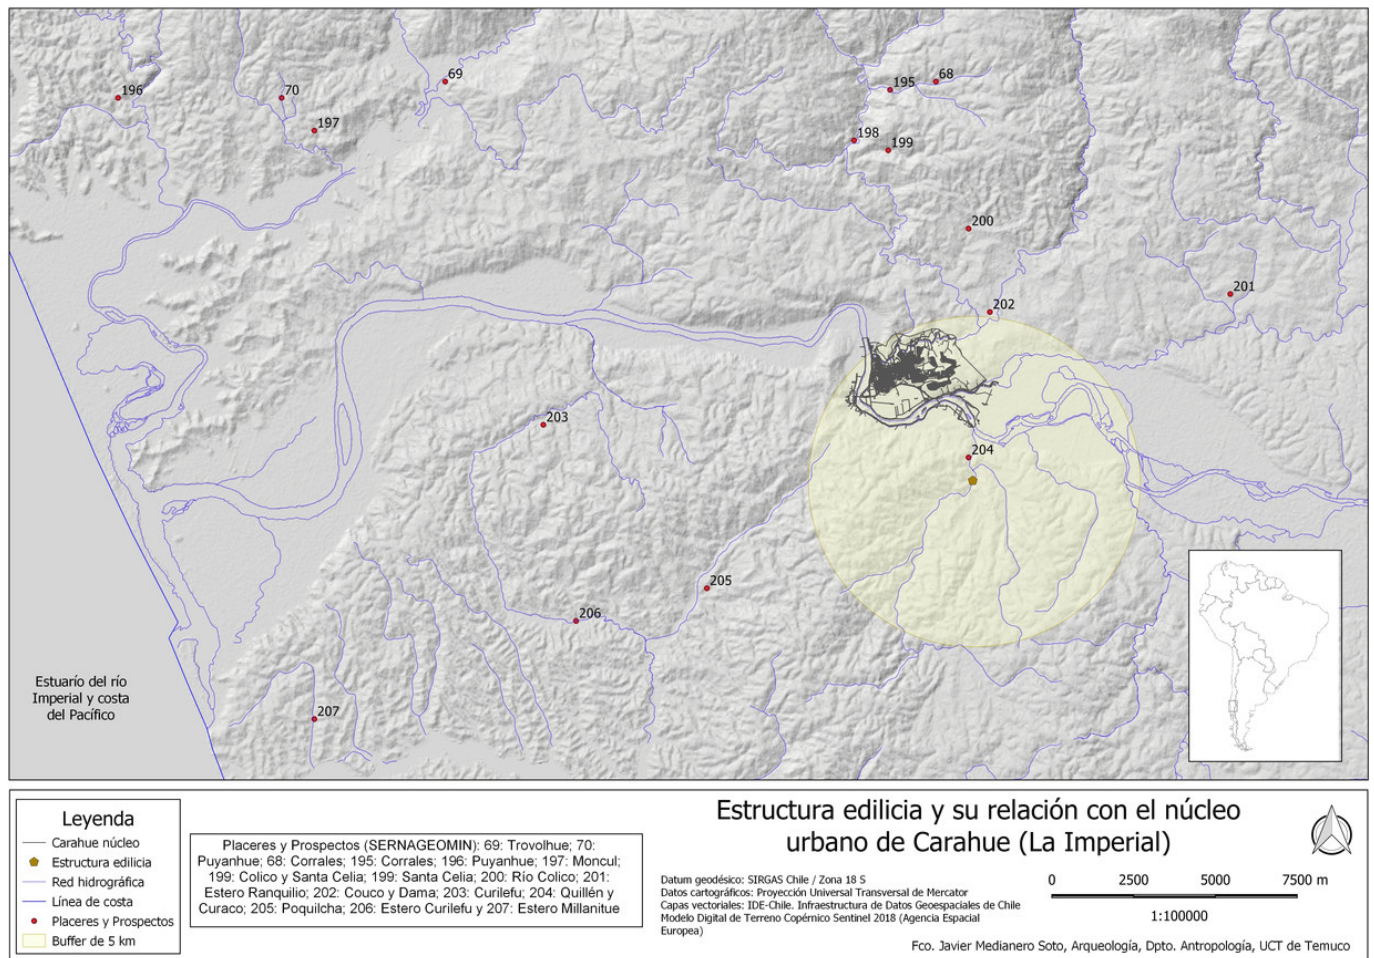 196
70
69
197
195
68
198
199
200
201
202
203
204
205
206
207
Estuarío del río
Imperial y costa
del Pacífico
Leyenda
Carahue núcleo
Estructura edilicia
Red hidrográfica
Línea de costa
Placeres y Prospectos
Buffer de 5 km
Placeres y Prospectos (SERNAGEOMIN): 69: Trovolhue; 70:
Puyanhue; 68: Corrales; 195: Corrales; 196: Puyanhue; 197: Moncul;
199: Colico y Santa Celia; 199: Santa Celia; 200: Río Colico; 201:
Estero Ranquilio; 202: Couco y Dama; 203: Curilefu; 204: Quillén y
Curaco; 205: Poquilcha; 206: Estero Curilefu y 207: Estero Millanitue
Estructura edilicia y su relación con el núcleo
urbano de Carahue (La Imperial)
Datum geodésico: SIRGAS Chile / Zona 18 S
Datos cartográficos: Proyección Universal Transversal de Mercator
Capas vectoriales: IDE-Chile. Infraestructura de Datos Geoespaciales de Chile
Modelo Digital de Terreno Copérnico Sentinel 2018 (Agencia Espacial
Europea)
0 2500 5000 7500 m
1:100000
Fco. Javier Medianero Soto, Arqueología, Dpto. Antropología, UCT de Temuco